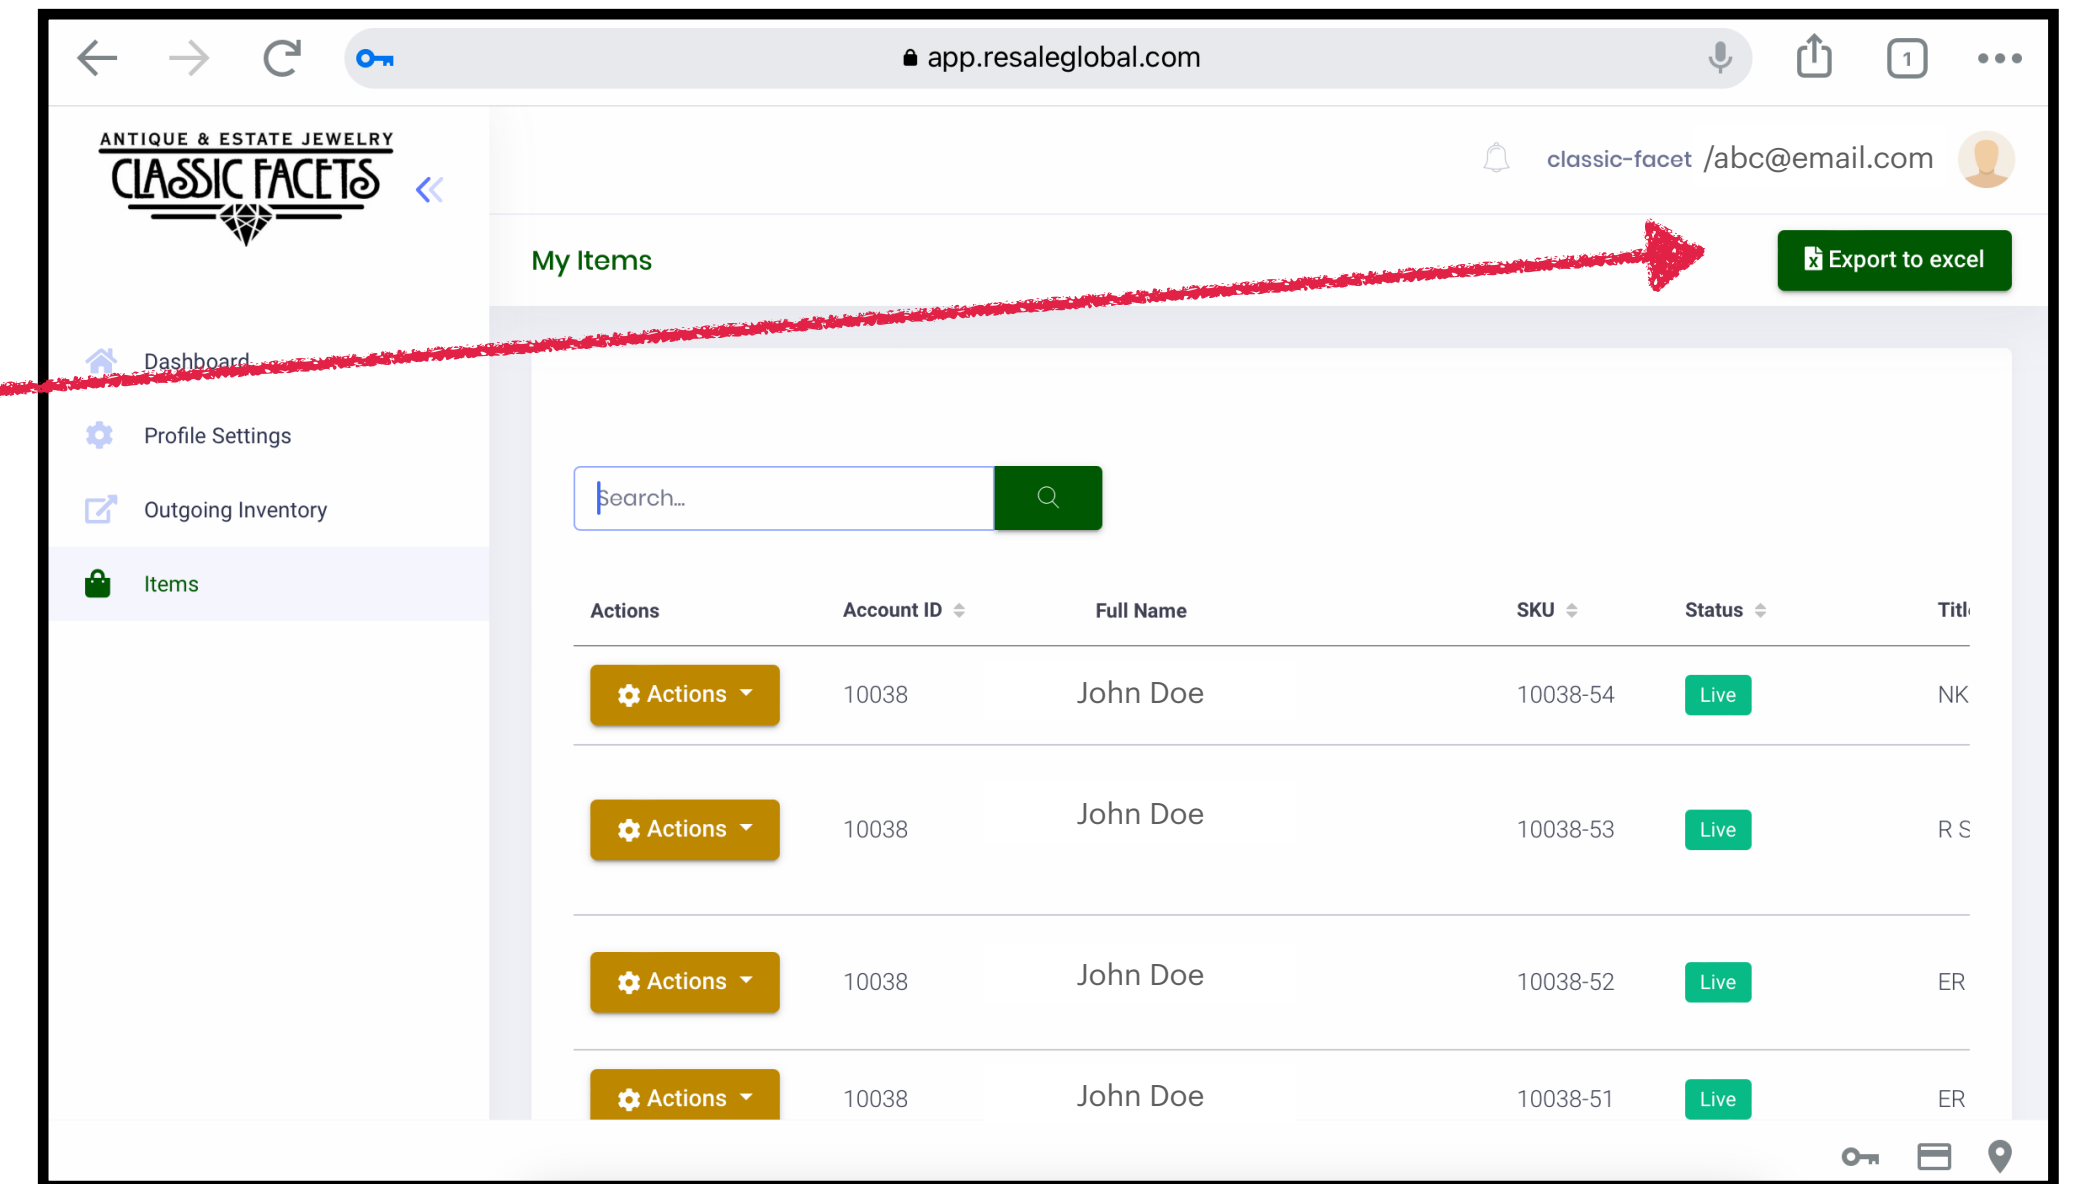 app.resaleglobal.com
1
ANTIQUE & ESTATE JEWELRY
CLASSIC FACETS
classic-facet /abc@email.com
My Items
Export to excel
Dashboard
Profile Settings
Outgoing Inventory
Items
Search...
Actions Account ID Full Name SKU Status Titl
Actions 10038 John Doe 10038-54 Live NK
Actions 10038 John Doe 10038-53 Live R S
Actions 10038 John Doe 10038-52 Live ER
Actions 10038 John Doe 10038-51 Live ER